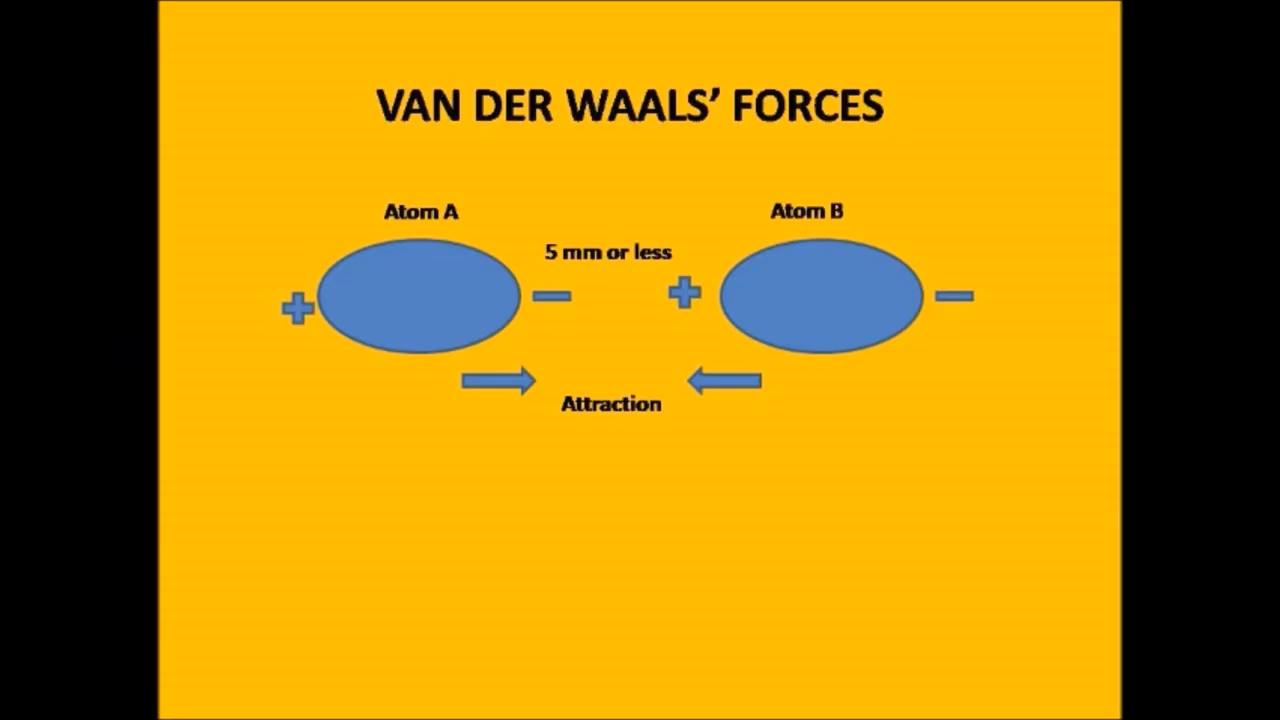 VAN DER WAALS’ FORCES
Atom A
Atom B
5 mm or less
Attraction